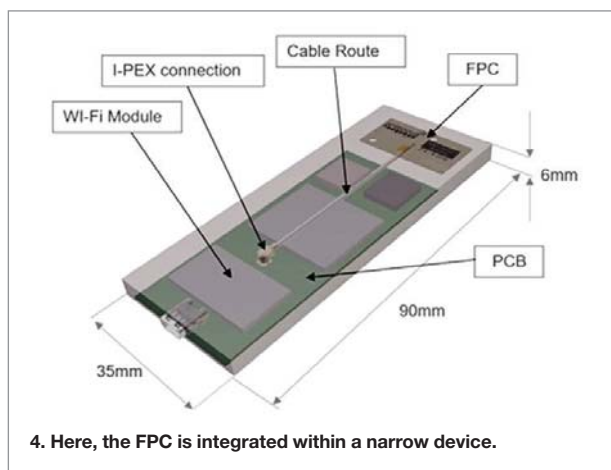 Cable Route
I-PEX connection
FPC
WI-Fi Module
6mm
PCB
90mm
35mm
4. Here, the FPC is integrated within a narrow device.